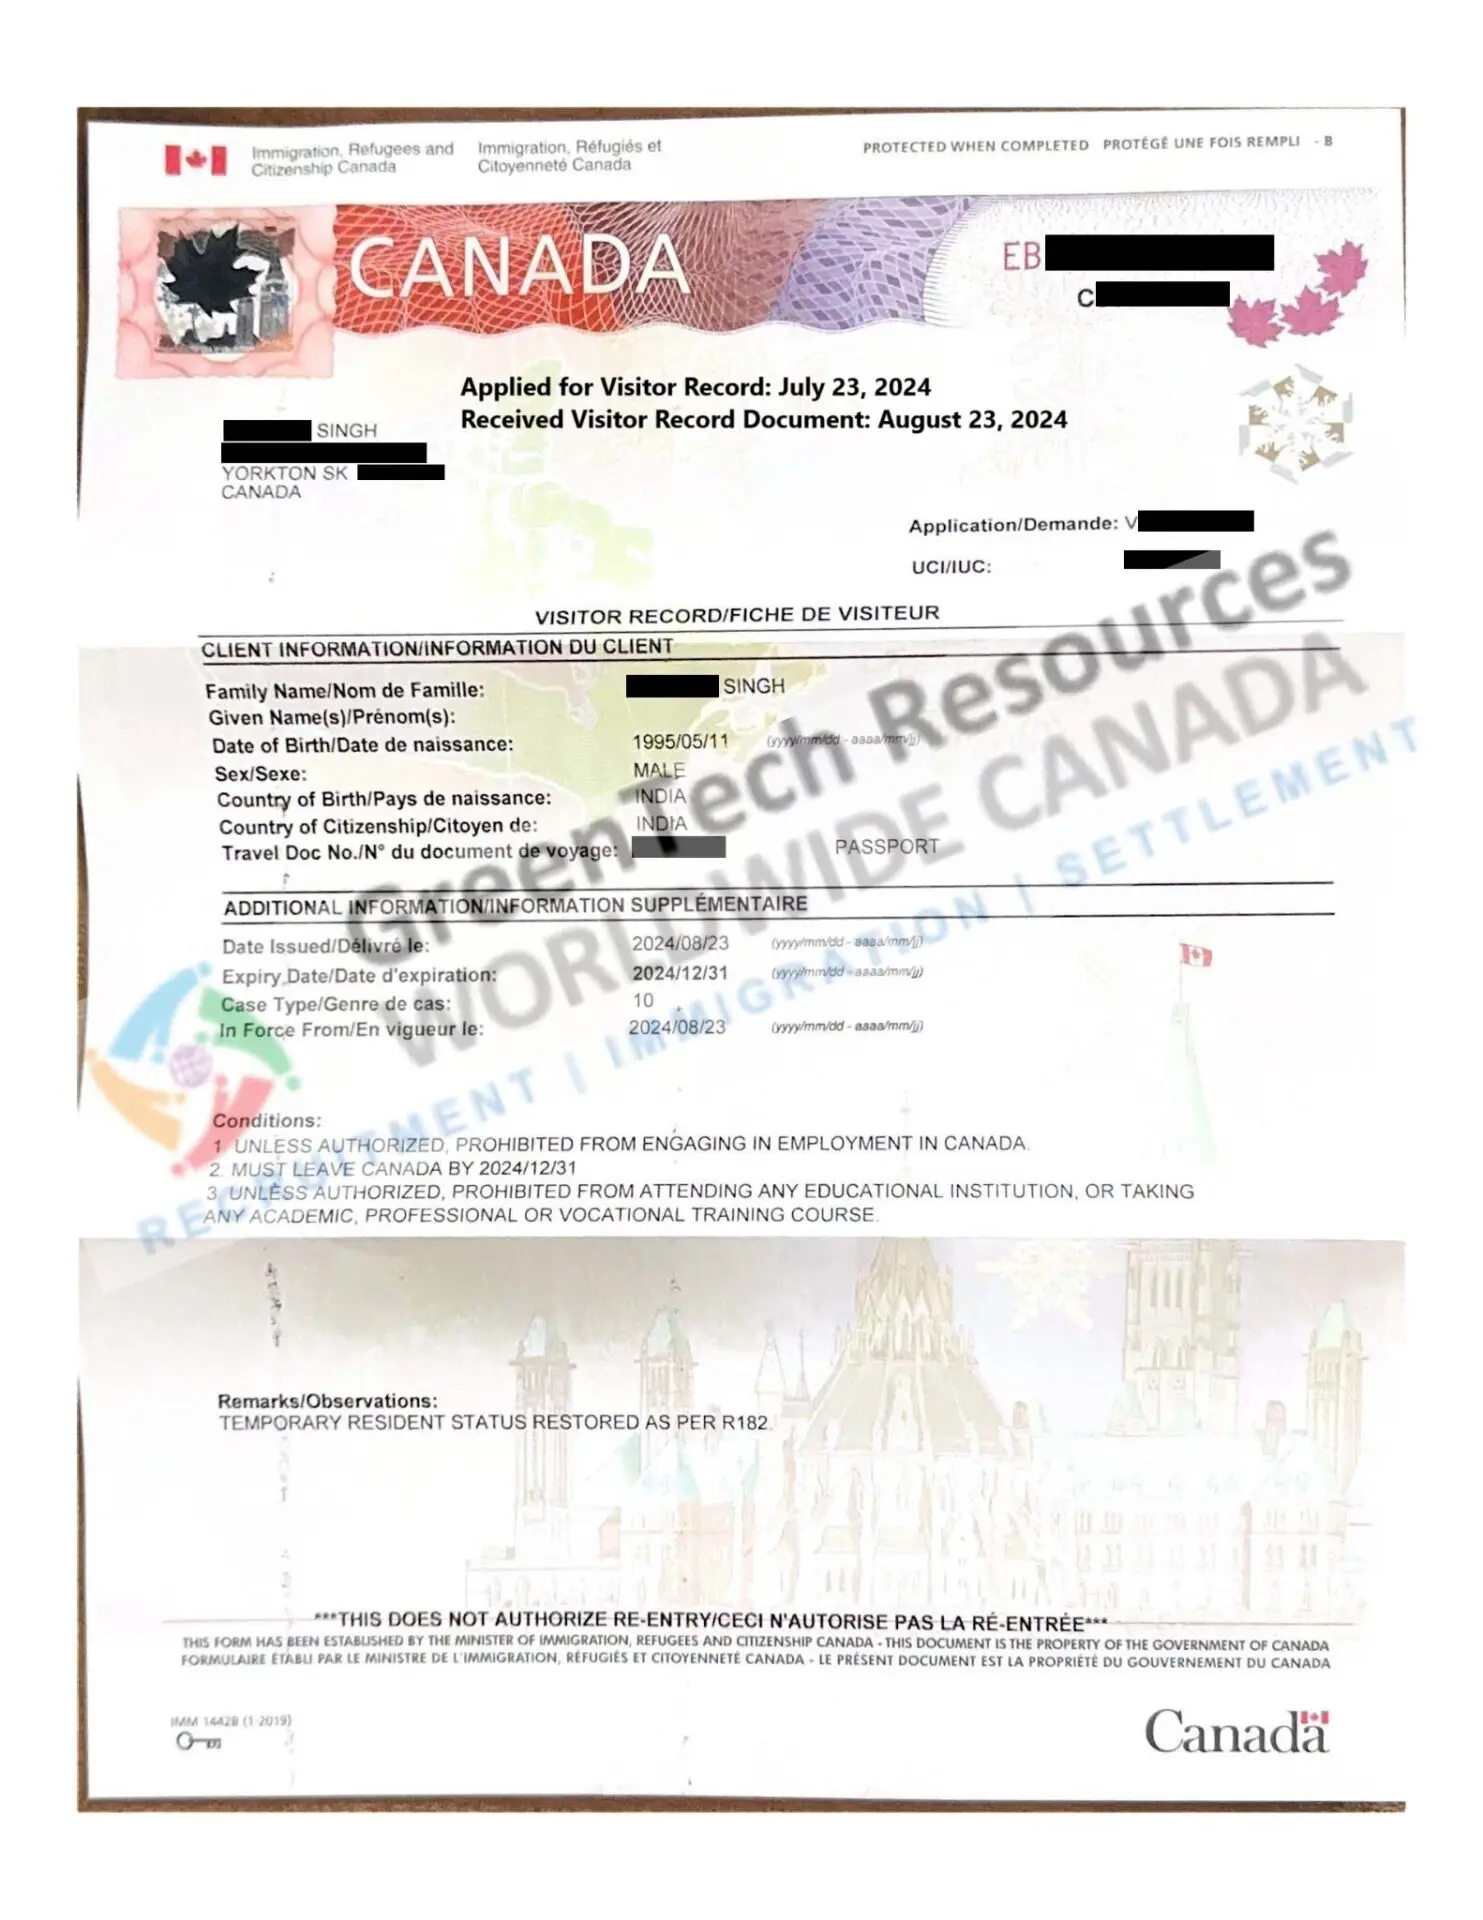 Immigration, Refugees and Citizenship Canada
Immigration, Réfugiés et Citoyenneté Canada
PROTECTED WHEN COMPLETED PROTÉGÉ UNE FOIS REMPLI - B
CANADA
EB
C
Applied for Visitor Record: July 23, 2024
Received Visitor Record Document: August 23, 2024
SINGH
YORKTON SK
CANADA
Application/Demande: V
UCI/IUC:
VISITOR RECORD/FICHE DE VISITEUR
CLIENT INFORMATION/INFORMATION DU CLIENT
Family Name/Nom de Famille: SINGH
Given Name(s)/Prénom(s):
Date of Birth/Date de naissance: 1995/05/11 (yyyy/mm/dd - aaaa/mm/jj)
Sex/Sexe: MALE
Country of Birth/Pays de naissance: INDIA
Country of Citizenship/Citoyen de: INDIA
Travel Doc No./N° du document de voyage: PASSPORT
ADDITIONAL INFORMATION/INFORMATION SUPPLÉMENTAIRE
Date Issued/Délivré le: 2024/08/23 (yyyy/mm/dd - aaaa/mm/jj)
Expiry Date/Date d'expiration: 2024/12/31 (yyyy/mm/dd - aaaa/mm/jj)
Case Type/Genre de cas: 10
In Force From/En vigueur le: 2024/08/23 (yyyy/mm/dd - aaaa/mm/jj)
GreenTech Resources
WORLDWIDE CANADA
RECRUITMENT | IMMIGRATION | SETTLEMENT
Conditions:
1. UNLESS AUTHORIZED, PROHIBITED FROM ENGAGING IN EMPLOYMENT IN CANADA.
2. MUST LEAVE CANADA BY 2024/12/31
3. UNLESS AUTHORIZED, PROHIBITED FROM ATTENDING ANY EDUCATIONAL INSTITUTION, OR TAKING
ANY ACADEMIC, PROFESSIONAL OR VOCATIONAL TRAINING COURSE.
Remarks/Observations:
TEMPORARY RESIDENT STATUS RESTORED AS PER R182.
***THIS DOES NOT AUTHORIZE RE-ENTRY/CECI N'AUTORISE PAS LA RÉ-ENTRÉE***
THIS FORM HAS BEEN ESTABLISHED BY THE MINISTER OF IMMIGRATION, REFUGEES AND CITIZENSHIP CANADA - THIS DOCUMENT IS THE PROPERTY OF THE GOVERNMENT OF CANADA
FORMULAIRE ÉTABLI PAR LE MINISTRE DE L'IMMIGRATION, RÉFUGIÉS ET CITOYENNETÉ CANADA - LE PRÉSENT DOCUMENT EST LA PROPRIÉTÉ DU GOUVERNEMENT DU CANADA
IMM 1442B (1-2019)
Canada